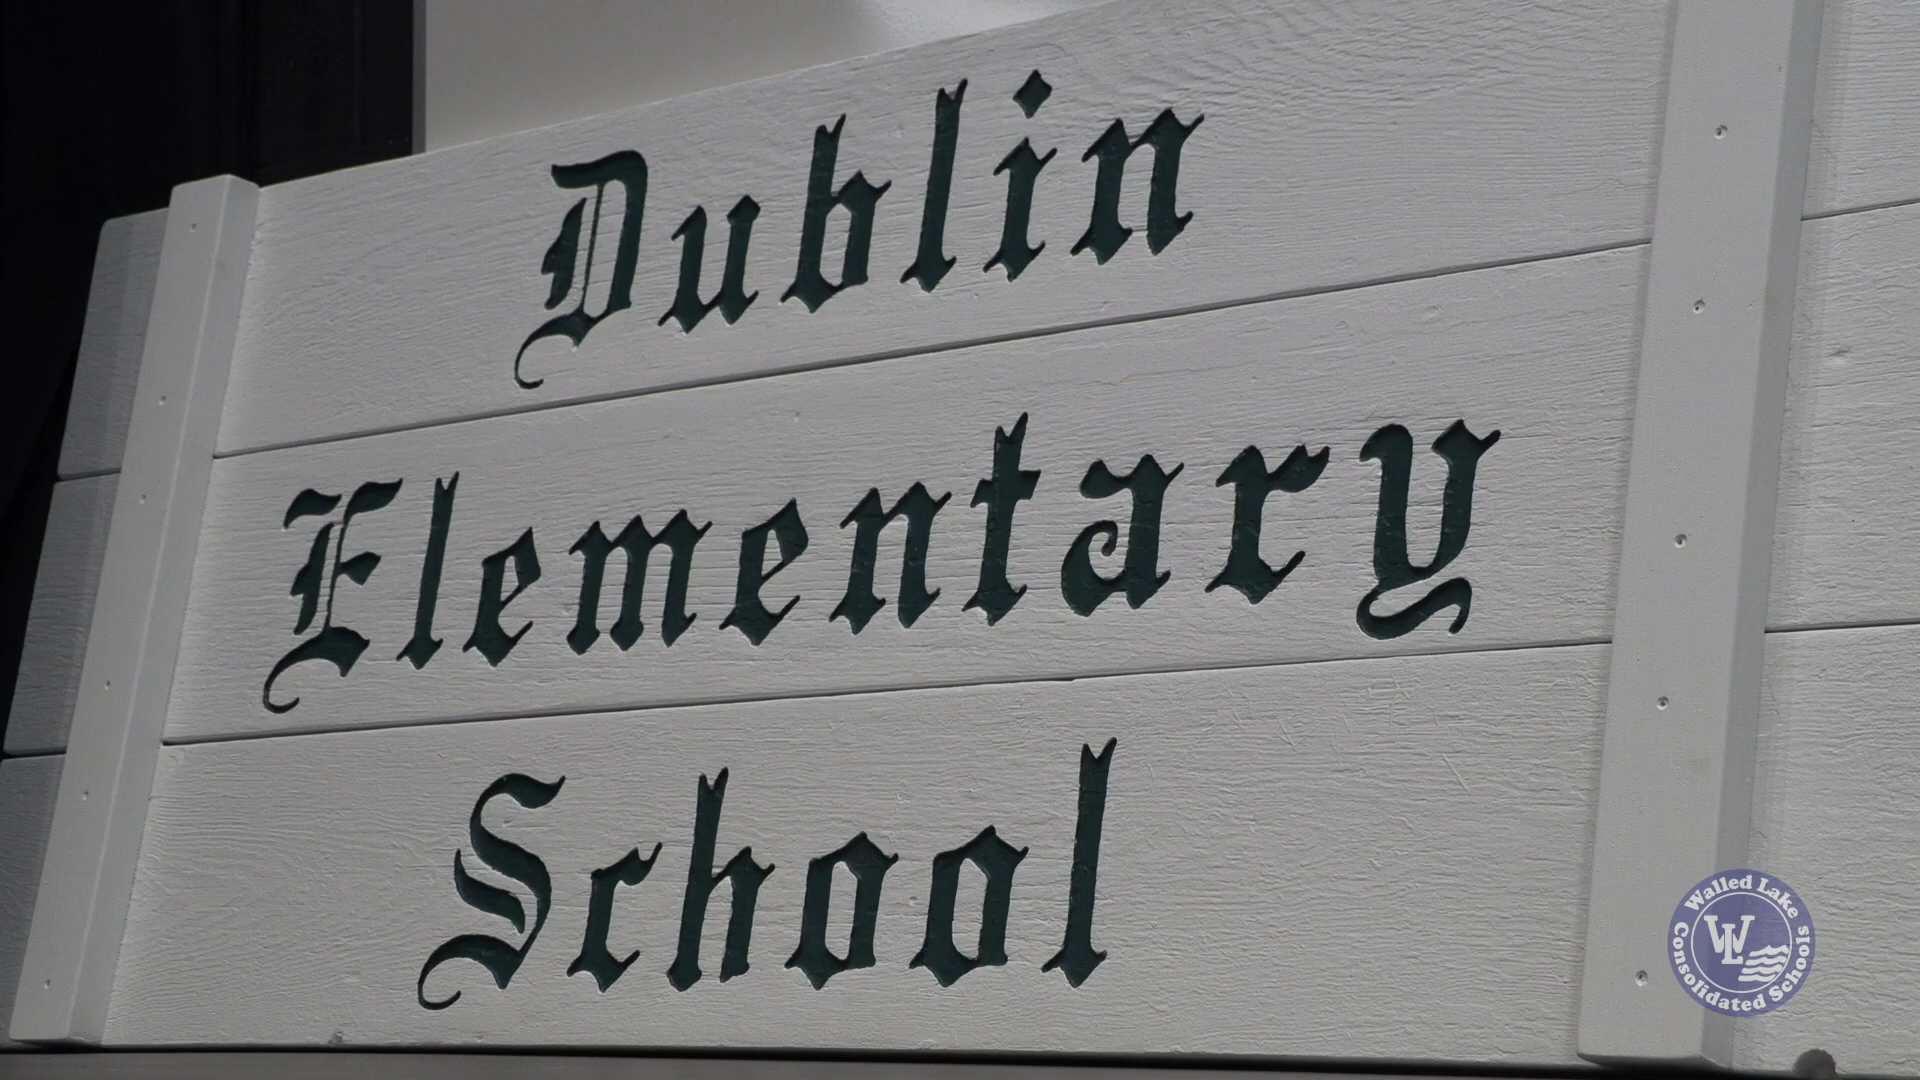 Dublin
Elementary
School
Walled Lake
WL
Consolidated Schools